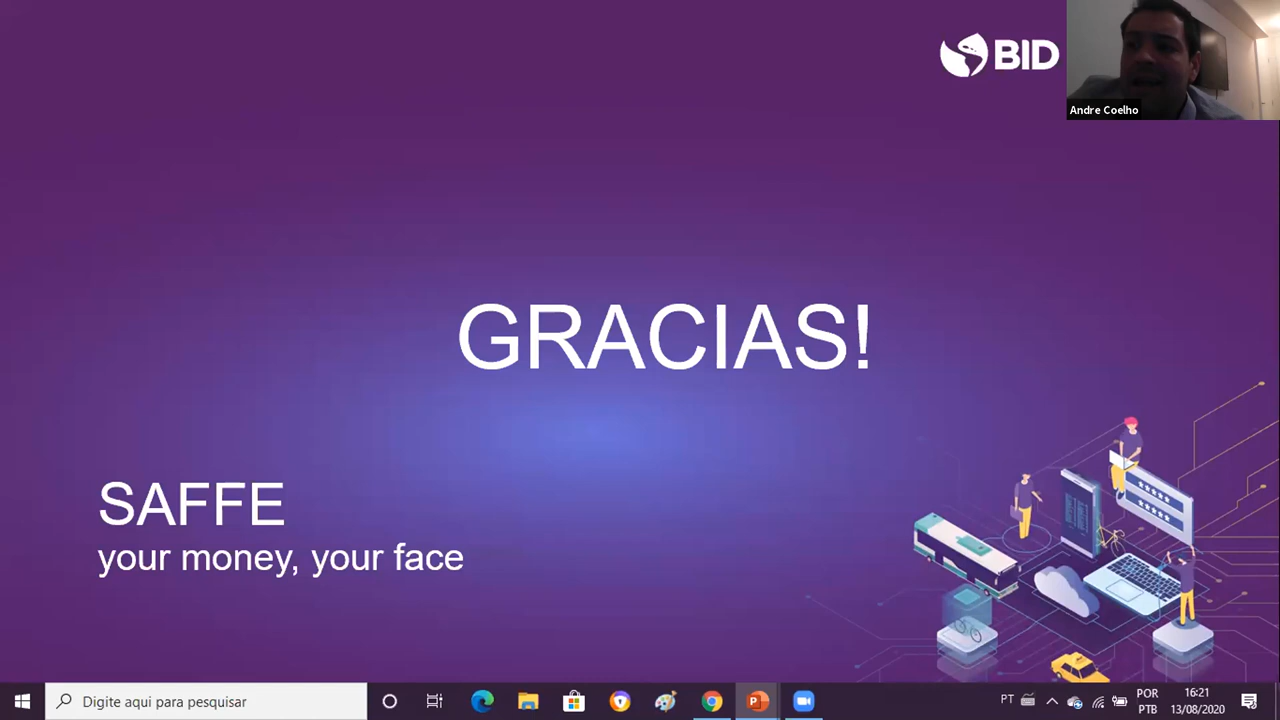 BID
Andre Coelho
GRACIAS!
SAFFE
your money, your face
Digite aqui para pesquisar
PT
POR
PTB
16:21
13/08/2020